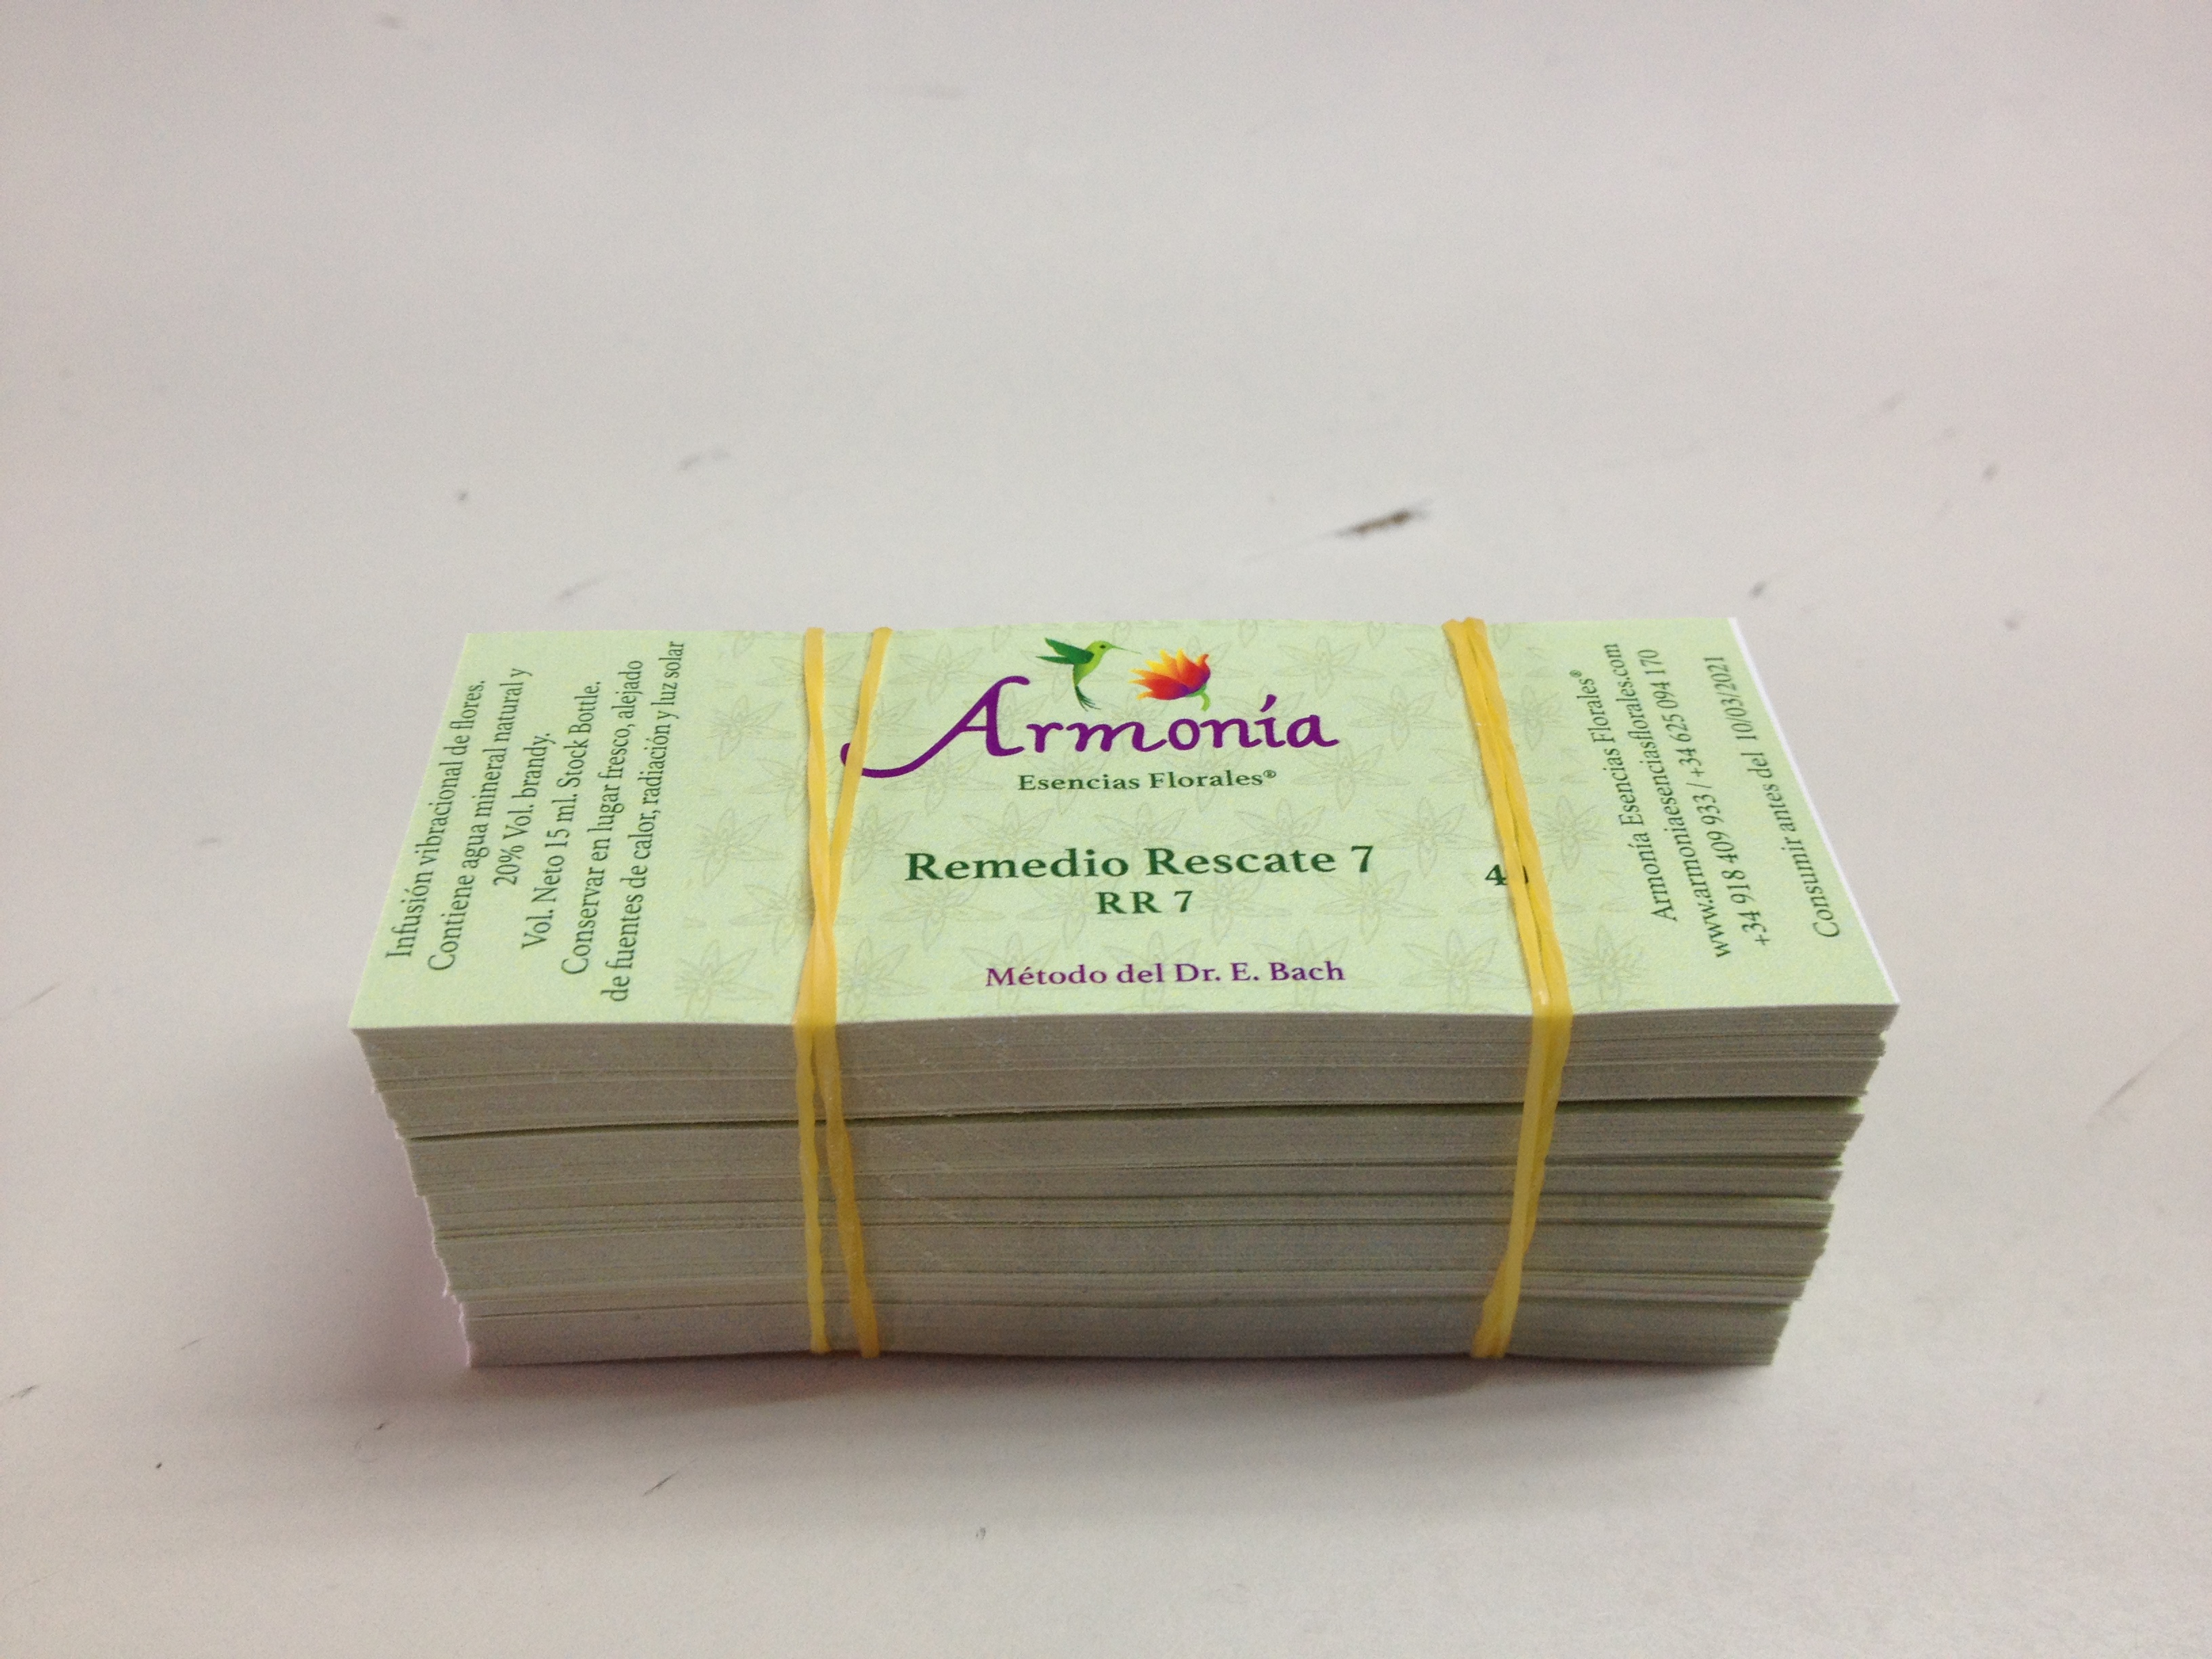 Infusión vibracional de flores.
Contiene agua mineral natural y
20% Vol. brandy.
Vol. Neto 15 ml. Stock Bottle.
Conservar en lugar fresco, alejado
de fuentes de calor, radiación y luz solar
Armonía
Esencias Florales®
Remedio Rescate 7
RR 7
Método del Dr. E. Bach
Armonía Esencias Florales®
www.armoniaesenciasflorales.com
+34 918 409 933 / +34 625 094 170
Consumir antes del 10/03/2021